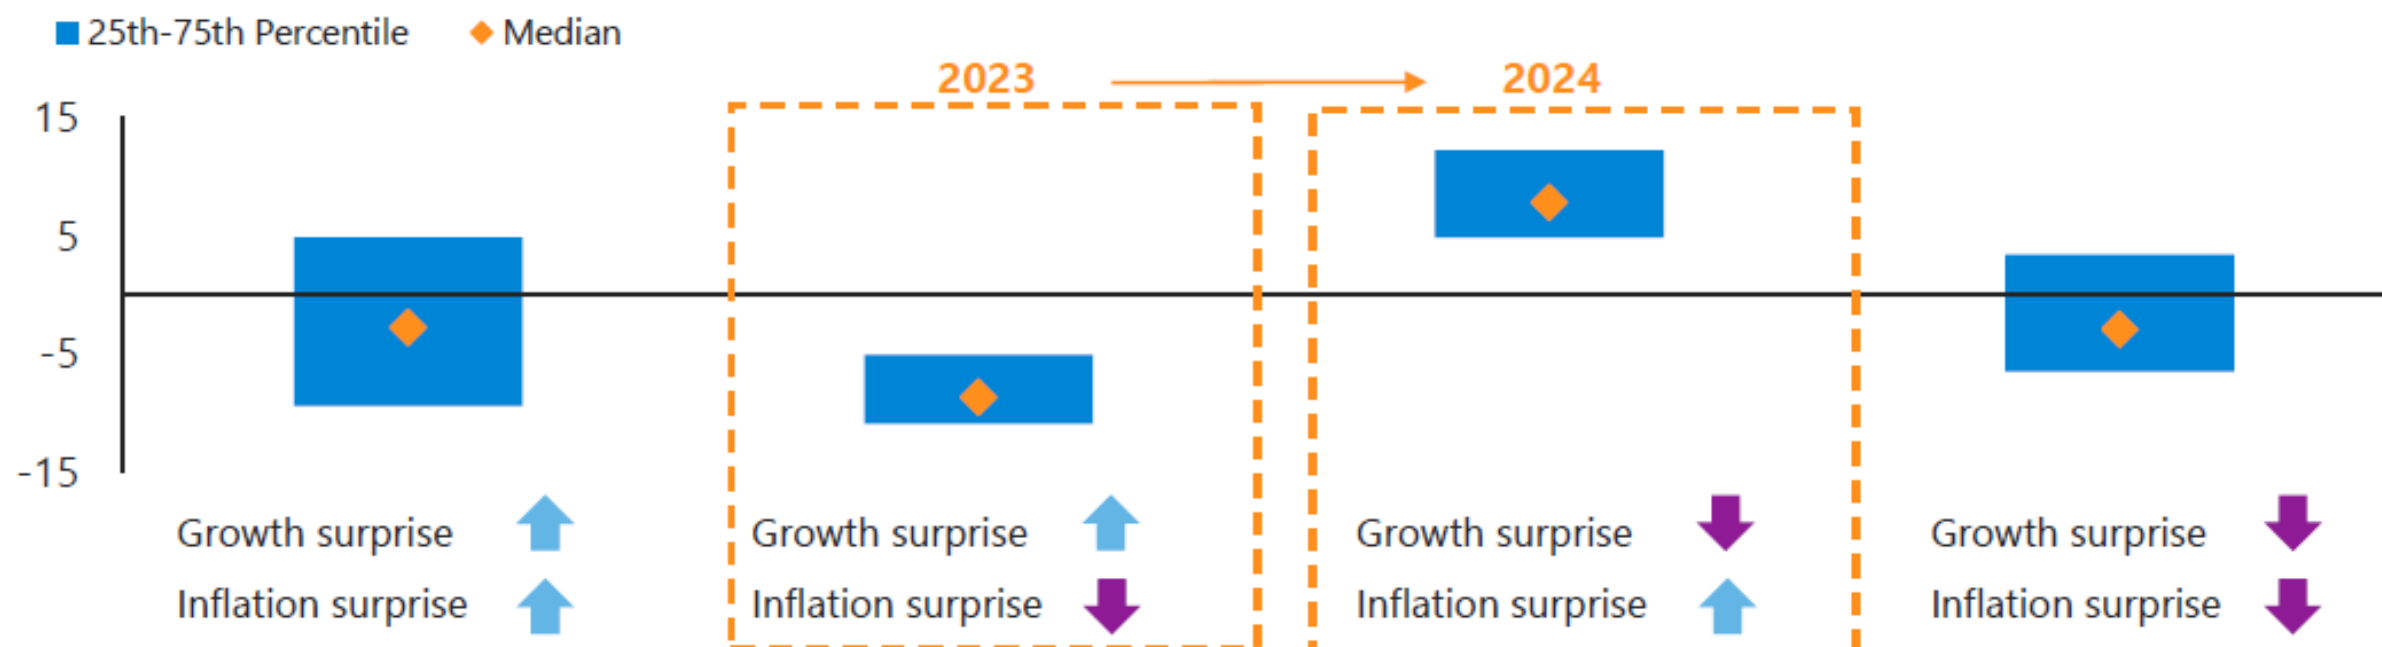 25th-75th Percentile Median
2023 2024
15
5
-5
-15
Growth surprise Growth surprise Growth surprise Growth surprise
Inflation surprise Inflation surprise Inflation surprise Inflation surprise